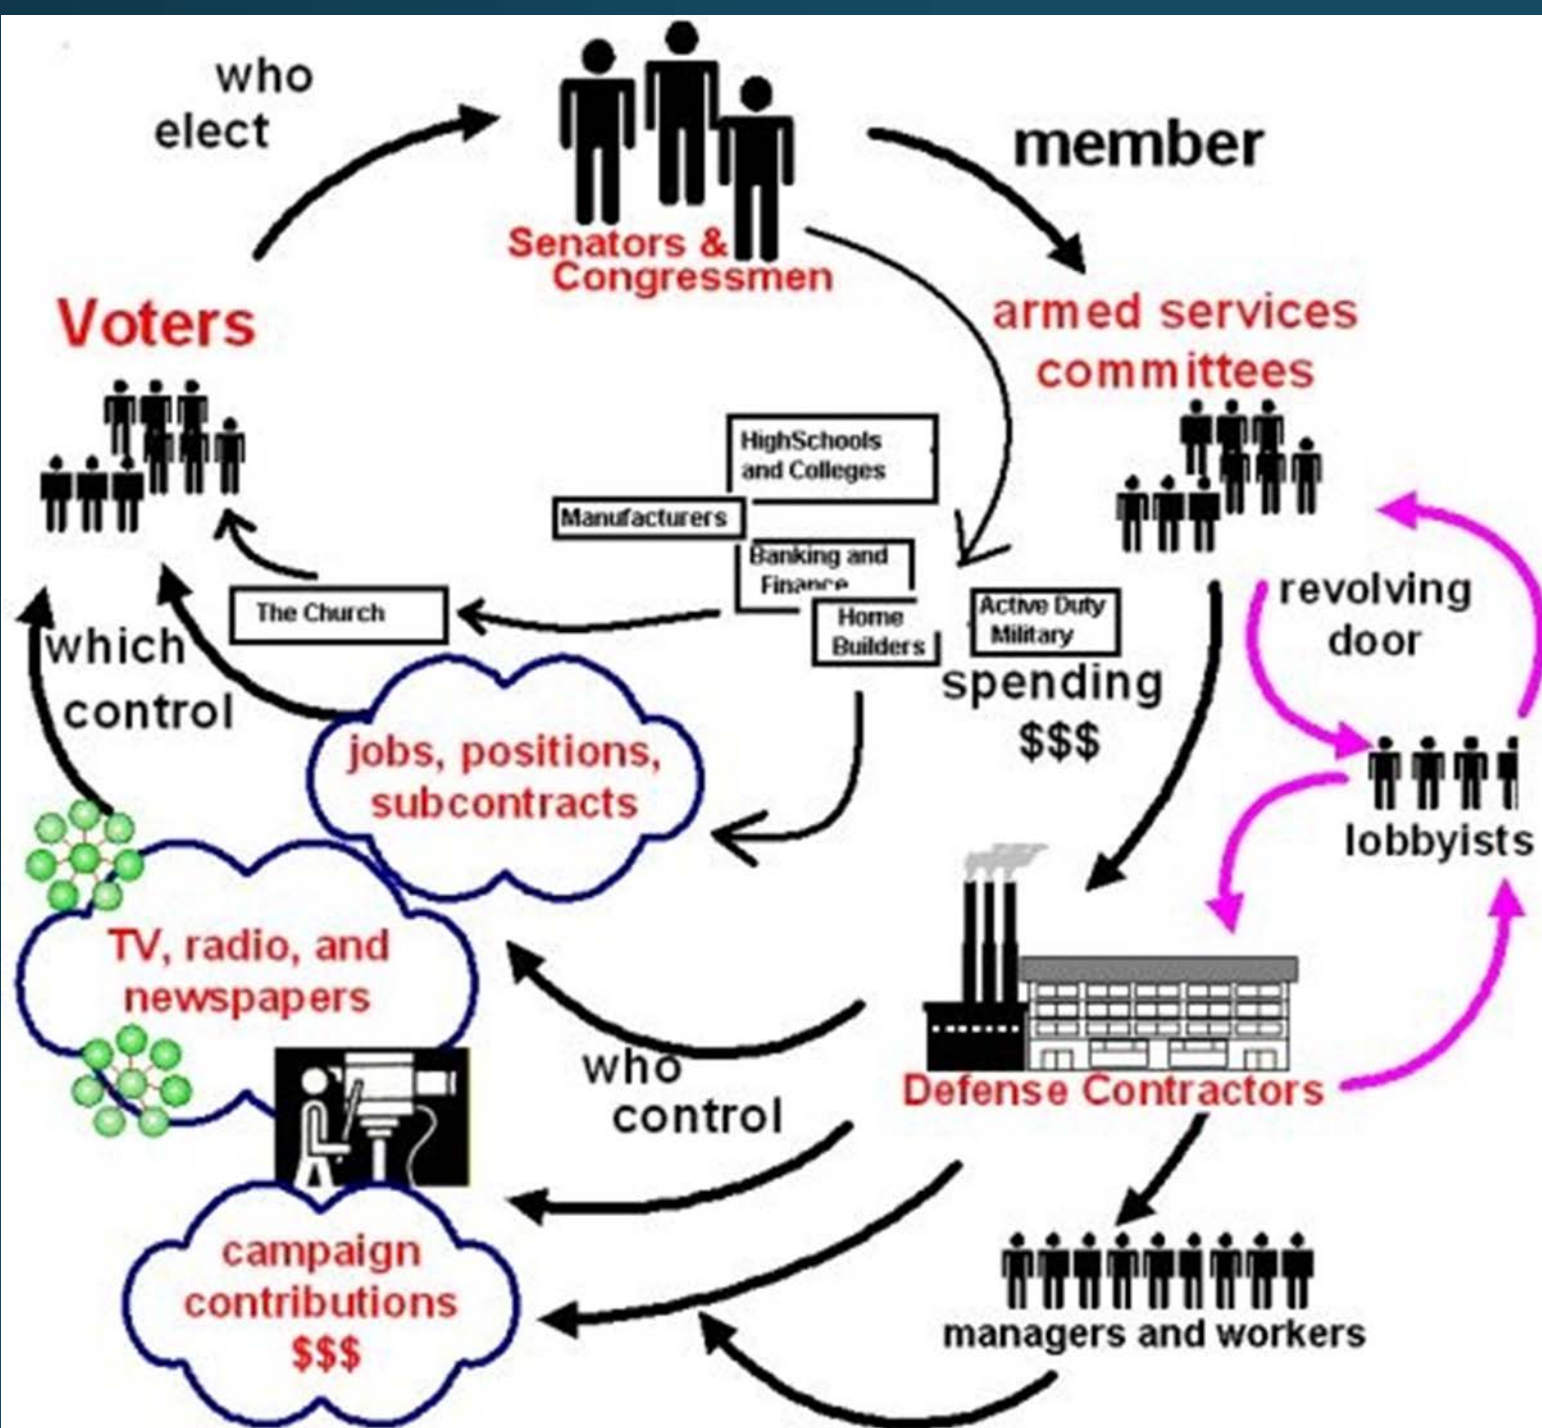 who
elect
Senators &
Congressmen
member
Voters
armed services
committees
HighSchools
and Colleges
Manufacturers
Banking and
Finance
Home
Builders
Active Duty
Military
The Church
revolving
door
which
control
spending
$$$
jobs, positions,
subcontracts
lobbyists
TV, radio, and
newspapers
who
control
Defense Contractors
campaign
contributions
$$$
managers and workers